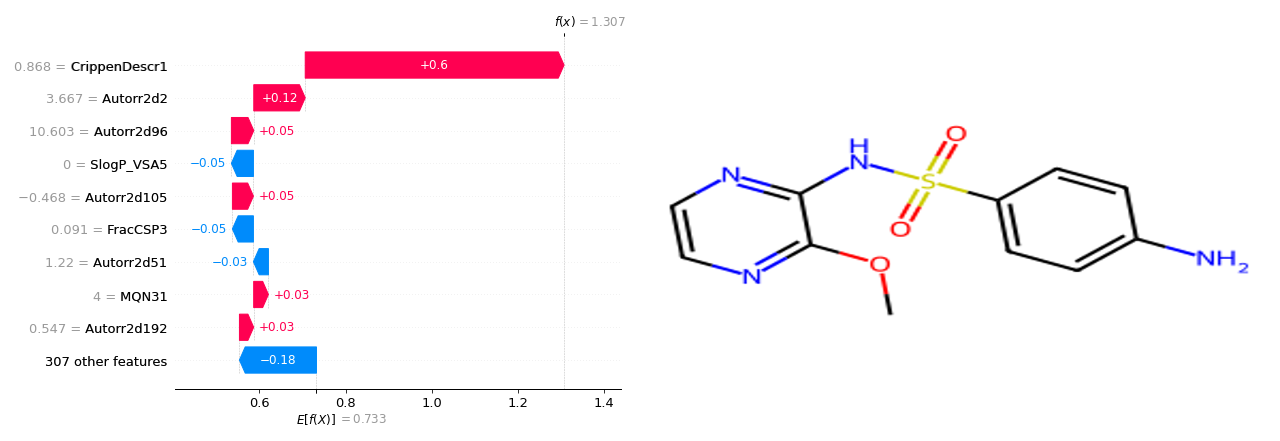 f(x) = 1.307
0.868 = CrippenDescr1
+0.6
3.667 = Autorr2d2
+0.12
10.603 = Autorr2d96
+0.05
0 = SlogP_VSA5
−0.05
−0.468 = Autorr2d105
+0.05
0.091 = FracCSP3
−0.05
1.22 = Autorr2d51
−0.03
4 = MQN31
+0.03
0.547 = Autorr2d192
+0.03
307 other features
−0.18
0.6 0.8 1.0 1.2 1.4
E[f(X)] = 0.733
O
H
N
N
S
O
O
N
NH2